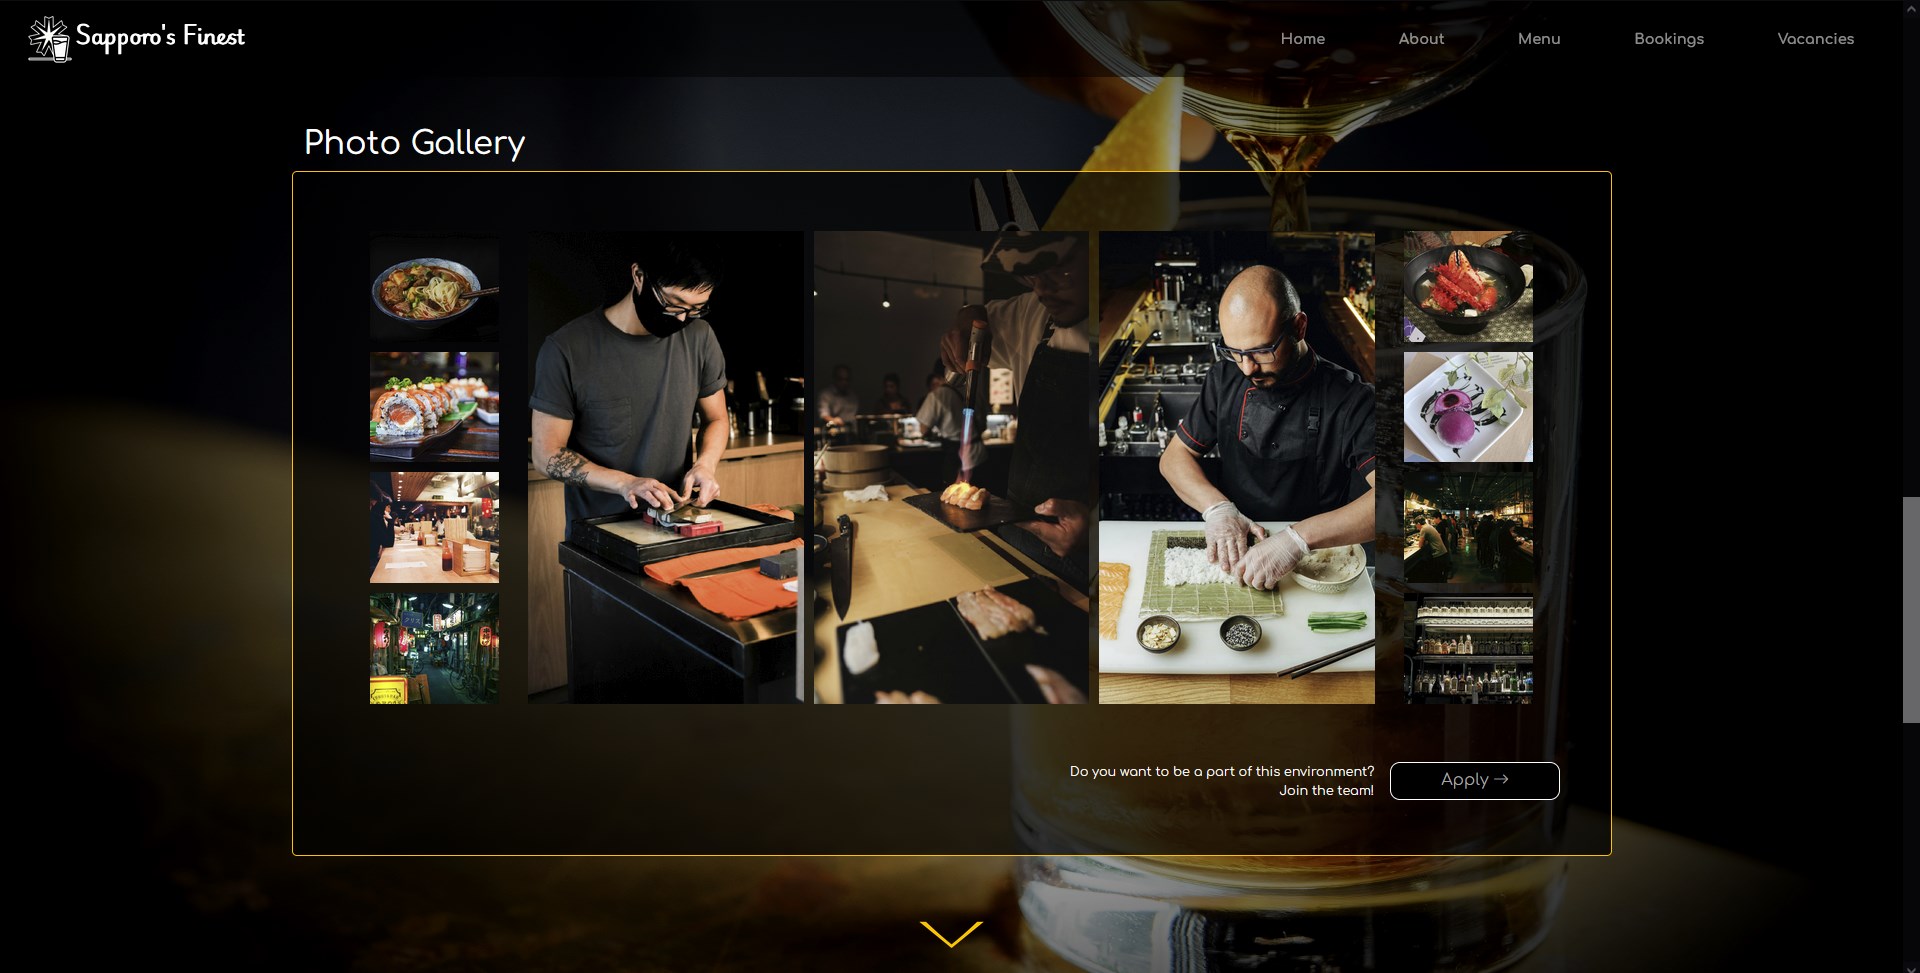 Sapporo's Finest
Home
About
Menu
Bookings
Vacancies
Photo Gallery
Do you want to be a part of this environment?
Join the team!
Apply →